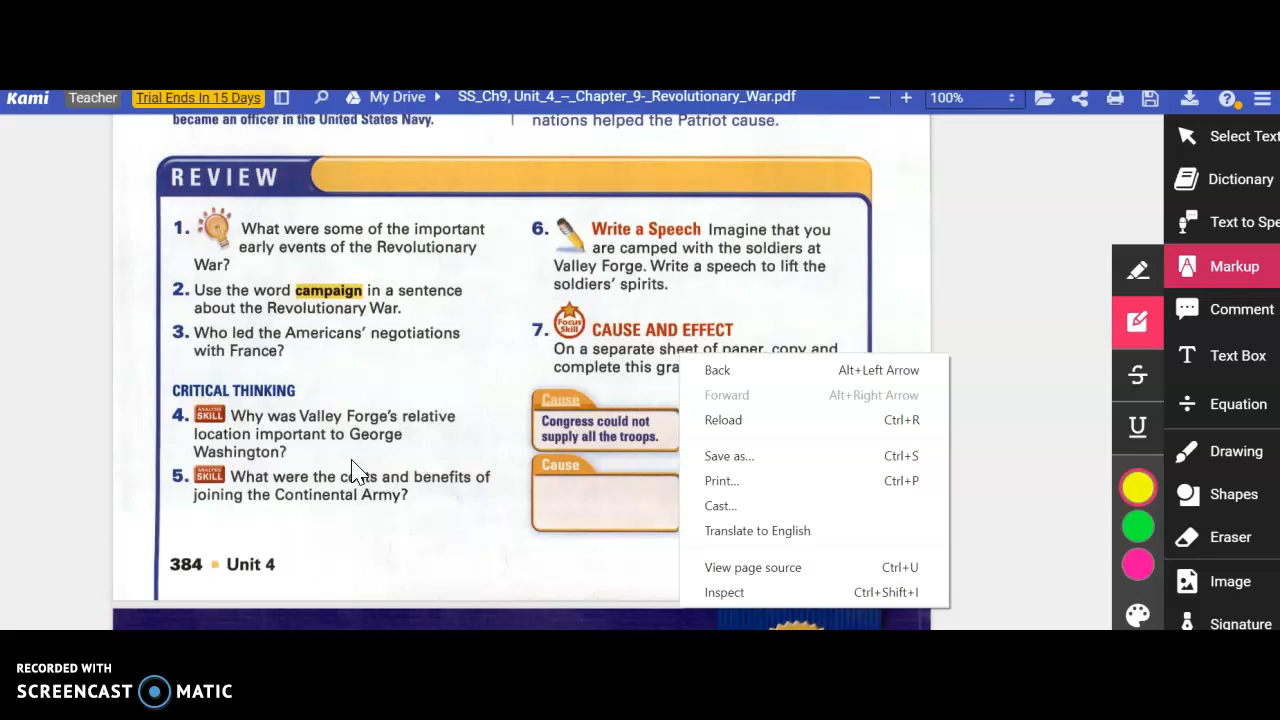 Kami Teacher Trial Ends In 15 Days My Drive SS_Ch9, Unit_4_--_Chapter_9-_Revolutionary_War.pdf 100%
became an officer in the United States Navy.
nations helped the Patriot cause.
REVIEW
1. What were some of the important
early events of the Revolutionary
War?
2. Use the word campaign in a sentence
about the Revolutionary War.
3. Who led the Americans' negotiations
with France?
CRITICAL THINKING
4. ANALYSIS SKILL Why was Valley Forge's relative
location important to George
Washington?
5. ANALYSIS SKILL What were the costs and benefits of
joining the Continental Army?
6. Write a Speech Imagine that you
are camped with the soldiers at
Valley Forge. Write a speech to lift the
soldiers' spirits.
7. Focus Skill CAUSE AND EFFECT
On a separate sheet of paper, copy and
complete this gra
Cause
Congress could not
supply all the troops.
Cause
384 Unit 4
Back Alt+Left Arrow
Forward Alt+Right Arrow
Reload Ctrl+R
Save as... Ctrl+S
Print... Ctrl+P
Cast...
Translate to English
View page source Ctrl+U
Inspect Ctrl+Shift+I
Select Text
Dictionary
Text to Spe
Markup
Comment
Text Box
Equation
Drawing
Shapes
Eraser
Image
Signature
RECORDED WITH
SCREENCAST MATIC